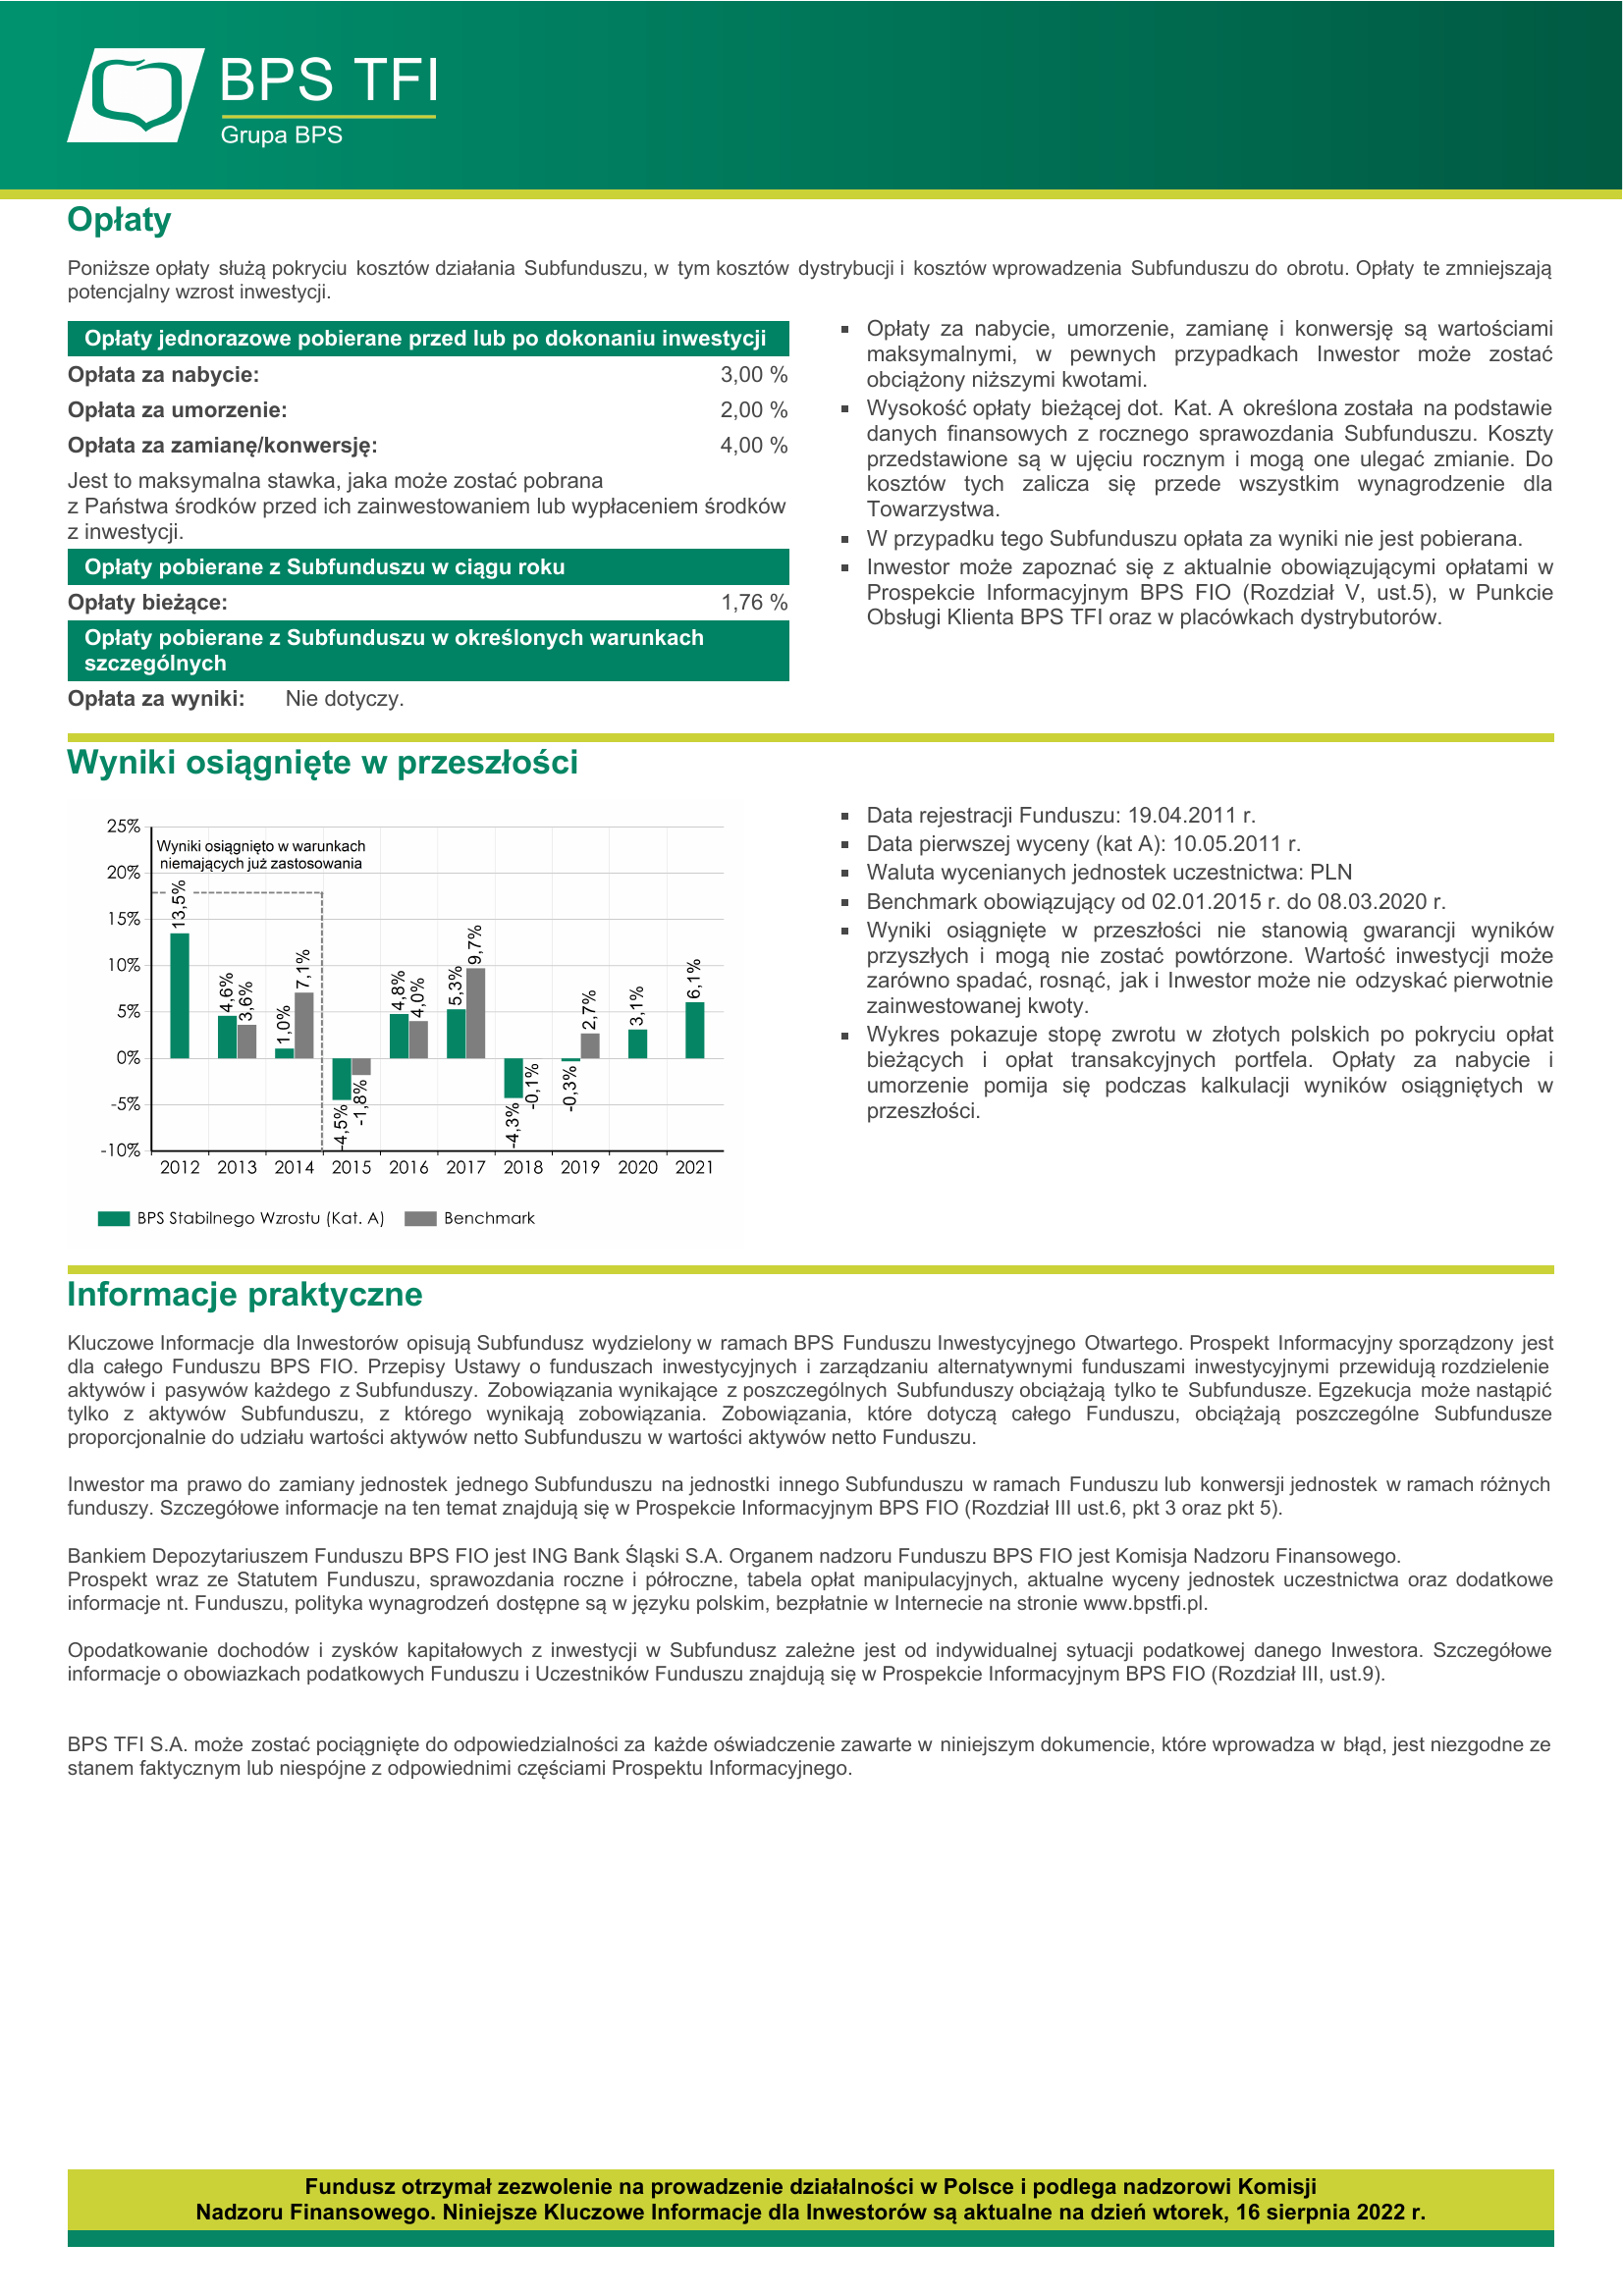 BPS TFI
Grupa BPS
Opłaty
Poniższe opłaty służą pokryciu kosztów działania Subfunduszu, w tym kosztów dystrybucji i kosztów wprowadzenia Subfunduszu do obrotu. Opłaty te zmniejszają
potencjalny wzrost inwestycji.
Opłaty jednorazowe pobierane przed lub po dokonaniu inwestycji
Opłata za nabycie: 3,00 %
Opłata za umorzenie: 2,00 %
Opłata za zamianę/konwersję: 4,00 %
Jest to maksymalna stawka, jaka może zostać pobrana
z Państwa środków przed ich zainwestowaniem lub wypłaceniem środków
z inwestycji.
Opłaty pobierane z Subfunduszu w ciągu roku
Opłaty bieżące: 1,76 %
Opłaty pobierane z Subfunduszu w określonych warunkach
szczególnych
Opłata za wyniki: Nie dotyczy.
▪ Opłaty za nabycie, umorzenie, zamianę i konwersję są wartościami
maksymalnymi, w pewnych przypadkach Inwestor może zostać
obciążony niższymi kwotami.
▪ Wysokość opłaty bieżącej dot. Kat. A określona została na podstawie
danych finansowych z rocznego sprawozdania Subfunduszu. Koszty
przedstawione są w ujęciu rocznym i mogą one ulegać zmianie. Do
kosztów tych zalicza się przede wszystkim wynagrodzenie dla
Towarzystwa.
▪ W przypadku tego Subfunduszu opłata za wyniki nie jest pobierana.
▪ Inwestor może zapoznać się z aktualnie obowiązującymi opłatami w
Prospekcie Informacyjnym BPS FIO (Rozdział V, ust.5), w Punkcie
Obsługi Klienta BPS TFI oraz w placówkach dystrybutorów.
Wyniki osiągnięte w przeszłości
25%
20%
15%
10%
5%
0%
-5%
-10%
Wyniki osiągnięto w warunkach
niemających już zastosowania
13,5%
4,6%
3,6%
1,0%
7,1%
-4,5%
-1,8%
4,8%
4,0%
5,3%
9,7%
-4,3%
-0,1%
-0,3%
2,7%
3,1%
6,1%
2012 2013 2014 2015 2016 2017 2018 2019 2020 2021
BPS Stabilnego Wzrostu (Kat. A) Benchmark
▪ Data rejestracji Funduszu: 19.04.2011 r.
▪ Data pierwszej wyceny (kat A): 10.05.2011 r.
▪ Waluta wycenianych jednostek uczestnictwa: PLN
▪ Benchmark obowiązujący od 02.01.2015 r. do 08.03.2020 r.
▪ Wyniki osiągnięte w przeszłości nie stanowią gwarancji wyników
przyszłych i mogą nie zostać powtórzone. Wartość inwestycji może
zarówno spadać, rosnąć, jak i Inwestor może nie odzyskać pierwotnie
zainwestowanej kwoty.
▪ Wykres pokazuje stopę zwrotu w złotych polskich po pokryciu opłat
bieżących i opłat transakcyjnych portfela. Opłaty za nabycie i
umorzenie pomija się podczas kalkulacji wyników osiągniętych w
przeszłości.
Informacje praktyczne
Kluczowe Informacje dla Inwestorów opisują Subfundusz wydzielony w ramach BPS Funduszu Inwestycyjnego Otwartego. Prospekt Informacyjny sporządzony jest
dla całego Funduszu BPS FIO. Przepisy Ustawy o funduszach inwestycyjnych i zarządzaniu alternatywnymi funduszami inwestycyjnymi przewidują rozdzielenie
aktywów i pasywów każdego z Subfunduszy. Zobowiązania wynikające z poszczególnych Subfunduszy obciążają tylko te Subfundusze. Egzekucja może nastąpić
tylko z aktywów Subfunduszu, z którego wynikają zobowiązania. Zobowiązania, które dotyczą całego Funduszu, obciążają poszczególne Subfundusze
proporcjonalnie do udziału wartości aktywów netto Subfunduszu w wartości aktywów netto Funduszu.
Inwestor ma prawo do zamiany jednostek jednego Subfunduszu na jednostki innego Subfunduszu w ramach Funduszu lub konwersji jednostek w ramach różnych
funduszy. Szczegółowe informacje na ten temat znajdują się w Prospekcie Informacyjnym BPS FIO (Rozdział III ust.6, pkt 3 oraz pkt 5).
Bankiem Depozytariuszem Funduszu BPS FIO jest ING Bank Śląski S.A. Organem nadzoru Funduszu BPS FIO jest Komisja Nadzoru Finansowego.
Prospekt wraz ze Statutem Funduszu, sprawozdania roczne i półroczne, tabela opłat manipulacyjnych, aktualne wyceny jednostek uczestnictwa oraz dodatkowe
informacje nt. Funduszu, polityka wynagrodzeń dostępne są w języku polskim, bezpłatnie w Internecie na stronie www.bpstfi.pl.
Opodatkowanie dochodów i zysków kapitałowych z inwestycji w Subfundusz zależne jest od indywidualnej sytuacji podatkowej danego Inwestora. Szczegółowe
informacje o obowiazkach podatkowych Funduszu i Uczestników Funduszu znajdują się w Prospekcie Informacyjnym BPS FIO (Rozdział III, ust.9).
BPS TFI S.A. może zostać pociągnięte do odpowiedzialności za każde oświadczenie zawarte w niniejszym dokumencie, które wprowadza w błąd, jest niezgodne ze
stanem faktycznym lub niespójne z odpowiednimi częściami Prospektu Informacyjnego.
Fundusz otrzymał zezwolenie na prowadzenie działalności w Polsce i podlega nadzorowi Komisji
Nadzoru Finansowego. Niniejsze Kluczowe Informacje dla Inwestorów są aktualne na dzień wtorek, 16 sierpnia 2022 r.